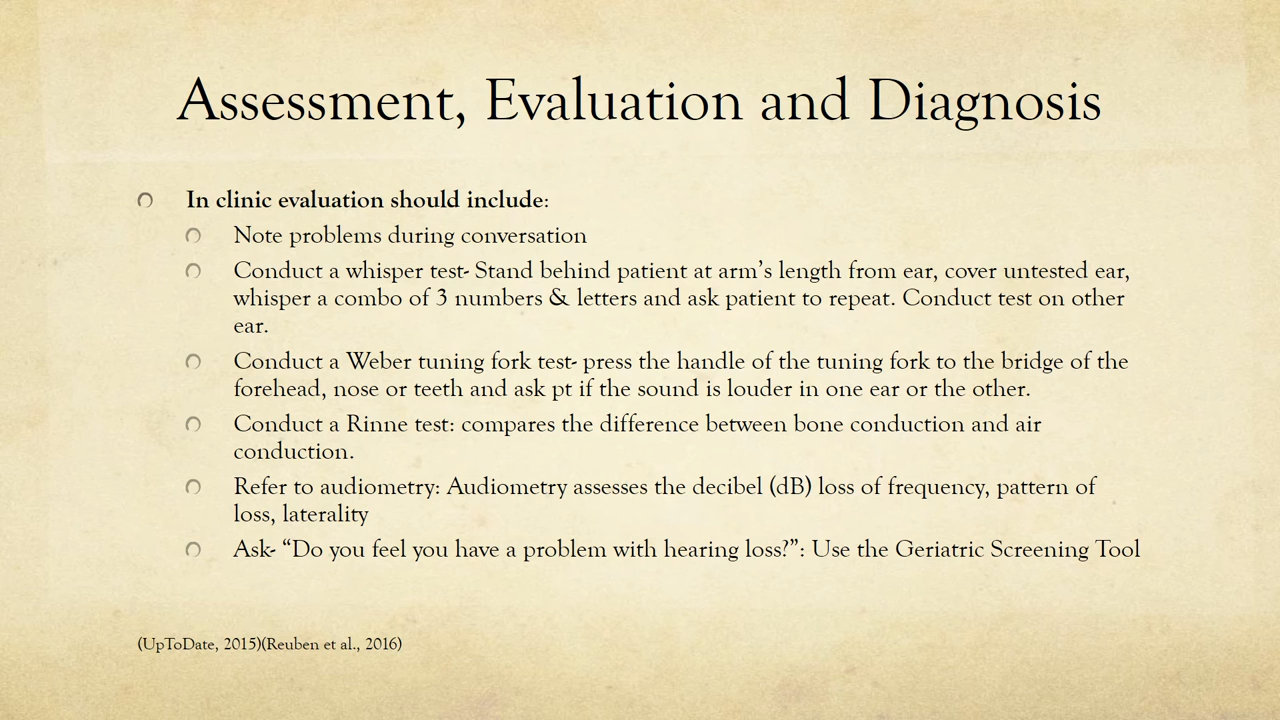 Assessment, Evaluation and Diagnosis
In clinic evaluation should include:
Note problems during conversation
Conduct a whisper test- Stand behind patient at arm’s length from ear, cover untested ear,
whisper a combo of 3 numbers & letters and ask patient to repeat. Conduct test on other
ear.
Conduct a Weber tuning fork test- press the handle of the tuning fork to the bridge of the
forehead, nose or teeth and ask pt if the sound is louder in one ear or the other.
Conduct a Rinne test: compares the difference between bone conduction and air
conduction.
Refer to audiometry: Audiometry assesses the decibel (dB) loss of frequency, pattern of
loss, laterality
Ask- “Do you feel you have a problem with hearing loss?”: Use the Geriatric Screening Tool
(UpToDate, 2015)(Reuben et al., 2016)